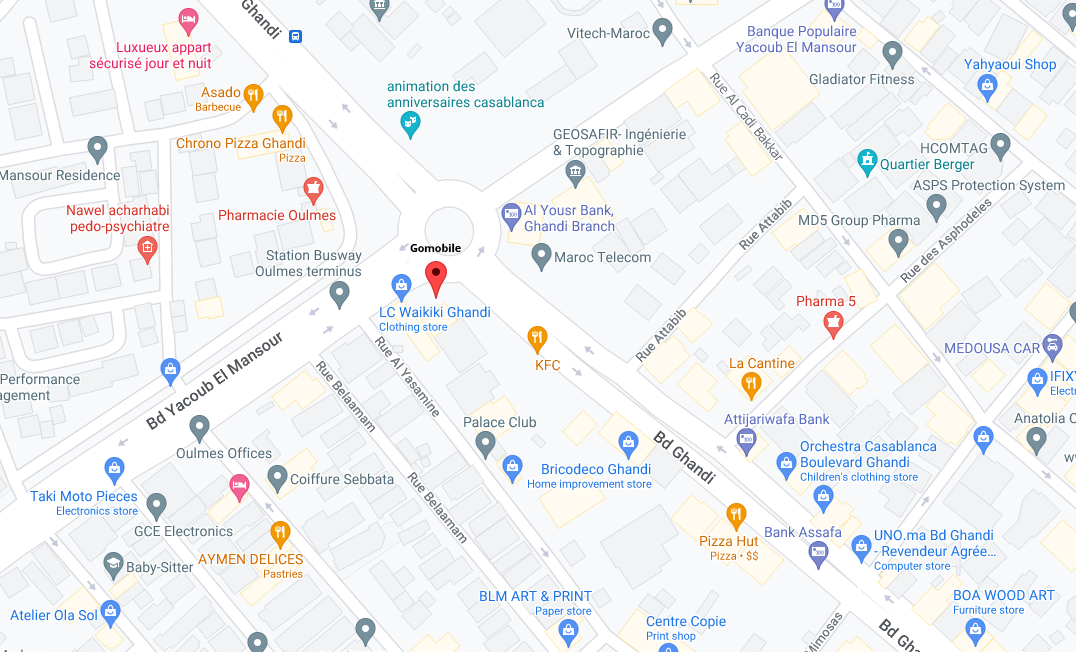 Ghandi
Vitech-Maroc
Banque Populaire
Yacoub El Mansour
Luxueux appart
sécurisé jour et nuit
Gladiator Fitness
Yahyaoui Shop
Asado
Barbecue
animation des
anniversaires casablanca
Rue Al Cadi Bakkar
Chrono Pizza Ghandi
Pizza
GEOSAFIR- Ingénierie
& Topographie
HCOMTAG
Quartier Berger
Mansour Residence
ASPS Protection System
Nawel acharhabi
pedo-psychiatre
Pharmacie Oulmes
Al Yousr Bank,
Ghandi Branch
Rue Attabib
MD5 Group Pharma
Rue des Asphodeles
Gomobile
Station Busway
Oulmes terminus
Maroc Telecom
LC Waikiki Ghandi
Clothing store
Pharma 5
Rue Attabib
MEDOUSA CAR
Bd Yacoub El Mansour
Rue Al Yasamine
KFC
La Cantine
Performance
agement
Rue Belaamam
IFIXY
Electr
Palace Club
Attijariwafa Bank
Anatolia C
Oulmes Offices
Bd Ghandi
Orchestra Casablanca
Boulevard Ghandi
Children's clothing store
Bricodeco Ghandi
Home improvement store
Coiffure Sebbata
Rue Belaamam
Taki Moto Pieces
Electronics store
GCE Electronics
Pizza Hut
Pizza • $$
Bank Assafa
UNO.ma Bd Ghandi
- Revendeur Agrée...
Computer store
AYMEN DELICES
Pastries
Baby-Sitter
BLM ART & PRINT
Paper store
BOA WOOD ART
Furniture store
Atelier Ola Sol
Centre Copie
Print shop
Mimosas
Bd Gha